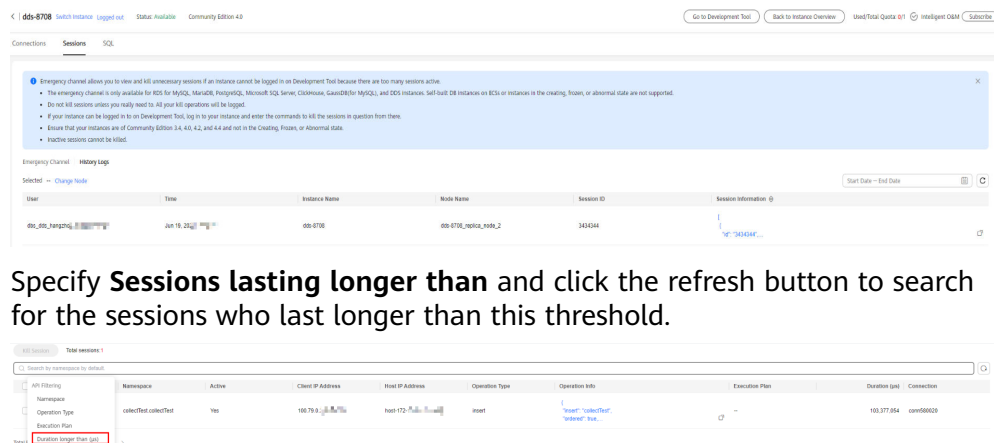 dds-8708 Switch Instance Logged out Status: Available Community Edition 4.0 Go to Development Tool Back to Instance Overview Used/Total Quota: 0/1 Intelligent O&M Subscribe
Connections Sessions SQL
Emergency channel allows you to view and kill unnecessary sessions if an instance cannot be logged in on Development Tool because there are too many sessions active.
• The emergency channel is only available for RDS for MySQL, MariaDB, PostgreSQL, Microsoft SQL Server, ClickHouse, GaussDB(for MySQL), and DDS instances. Self-built DB instances on ECSs or instances in the creating, frozen, or abnormal state are not supported.
• Do not kill sessions unless you really need to. All your kill operations will be logged.
• If your instance can be logged in to on Development Tool, log in to your instance and enter the commands to kill the sessions in question from there.
• Ensure that your instances are of Community Edition 3.4, 4.0, 4.2, and 4.4 and not in the Creating, Frozen, or Abnormal state.
• Inactive sessions cannot be killed.
Emergency Channel History Logs
Selected -- Change Node Start Date — End Date
User Time Instance Name Node Name Session ID Session Information
dbs_dds_hangzhou Jun 19, dds-8708 dds-8708_replica_node_2 3434344
[
{
"id": "3434344",...
Specify Sessions lasting longer than and click the refresh button to search
for the sessions who last longer than this threshold.
Kill Session Total sessions: 1
Search by namespace by default.
API Filtering Namespace Active Client IP Address Host IP Address Operation Type Operation Info Execution Plan Duration (μs) Connection
Namespace
Operation Type collectTest.collectTest Yes 100.79.0. host-172- insert
{
"insert": "collectTest",
"ordered": true,...
-- 103,377,054 conn580020
Execution Plan
Duration longer than (μs)